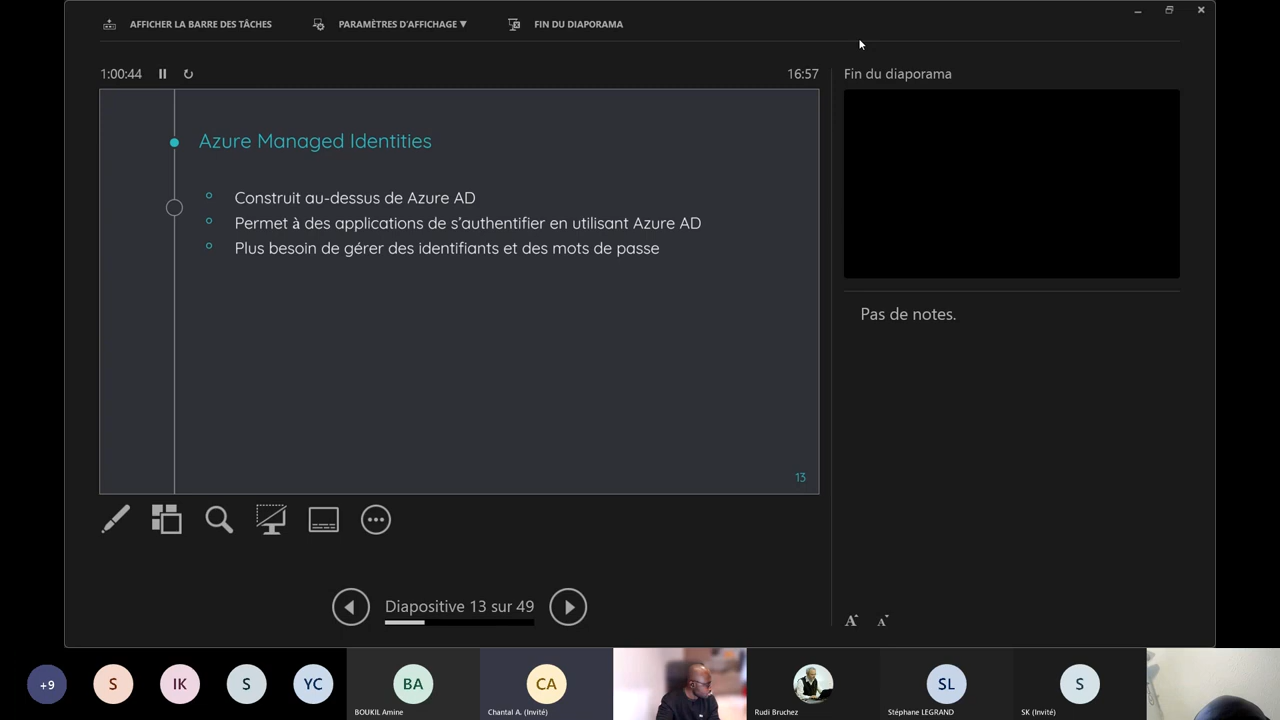 AFFICHER LA BARRE DES TÂCHES
PARAMÈTRES D'AFFICHAGE ▼
FIN DU DIAPORAMA
1:00:44
16:57
Fin du diaporama
Azure Managed Identities
Construit au-dessus de Azure AD
Permet à des applications de s'authentifier en utilisant Azure AD
Plus besoin de gérer des identifiants et des mots de passe
13
Pas de notes.
Diapositive 13 sur 49
A A
+9
S
IK
S
YC
BA
BOUKIL Amine
CA
Chantal A. (Invité)
Rudi Bruchez
SL
Stéphane LEGRAND
S
SK (Invité)